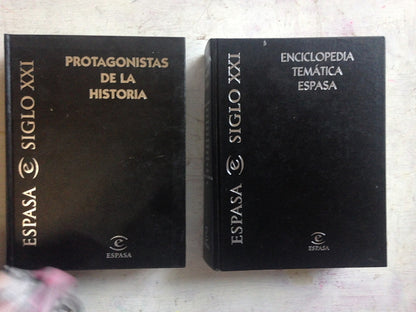 PROTAGONISTAS
DE LA
HISTORIA
ESPASA e SIGLO XXI
e
ESPASA
ENCICLOPEDIA
TEMÁTICA
ESPASA
ESPASA e SIGLO XXI
e
ESPASA